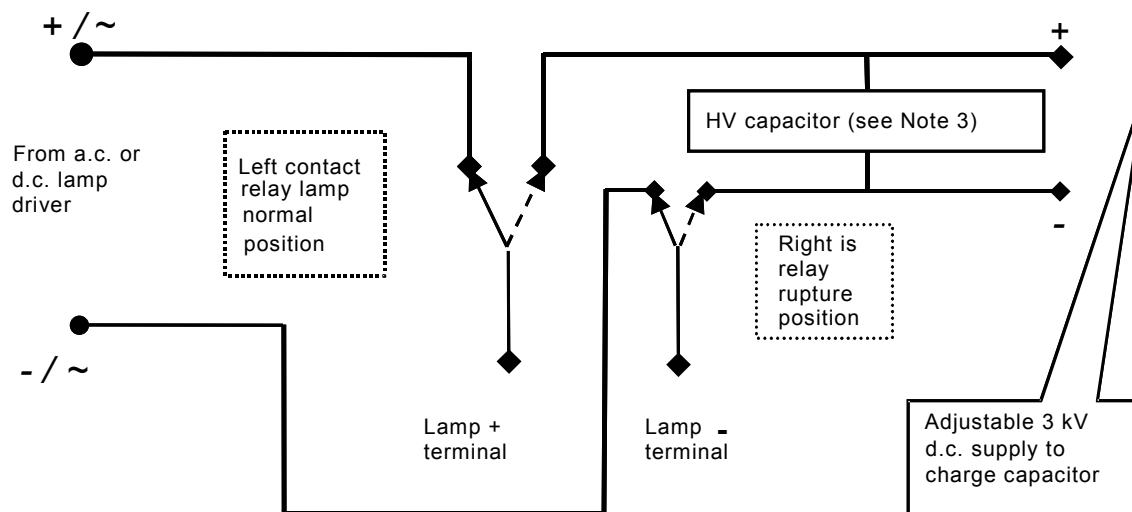 + / ~
+
HV capacitor (see Note 3)
From a.c. or
d.c. lamp
driver
Left contact
relay lamp
normal
position
-
Right is
relay
rupture
position
- / ~
Lamp +
terminal
Lamp -
terminal
Adjustable 3 kV
d.c. supply to
charge capacitor